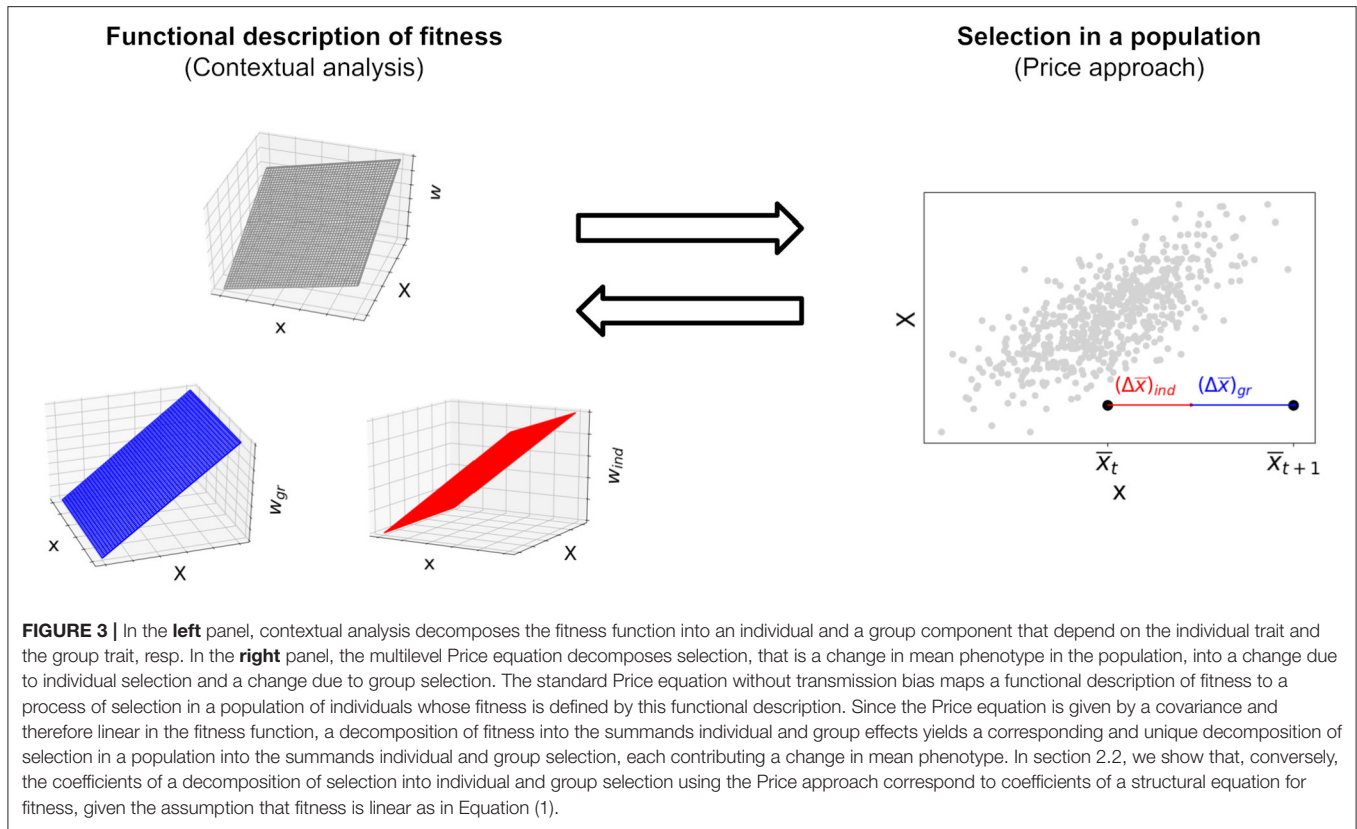 Functional description of fitness
(Contextual analysis)
Selection in a population
(Price approach)
w
X
x
x
X
w_gr
x
X
w_ind
X
(Δx̄)_ind
(Δx̄)_gr
x̄_t
x̄_{t+1}
x
FIGURE 3 | In the left panel, contextual analysis decomposes the fitness function into an individual and a group component that depend on the individual trait and
the group trait, resp. In the right panel, the multilevel Price equation decomposes selection, that is a change in mean phenotype in the population, into a change due
to individual selection and a change due to group selection. The standard Price equation without transmission bias maps a functional description of fitness to a
process of selection in a population of individuals whose fitness is defined by this functional description. Since the Price equation is given by a covariance and
therefore linear in the fitness function, a decomposition of fitness into the summands individual and group effects yields a corresponding and unique decomposition of
selection in a population into the summands individual and group selection, each contributing a change in mean phenotype. In section 2.2, we show that, conversely,
the coefficients of a decomposition of selection into individual and group selection using the Price approach correspond to coefficients of a structural equation for
fitness, given the assumption that fitness is linear as in Equation (1).